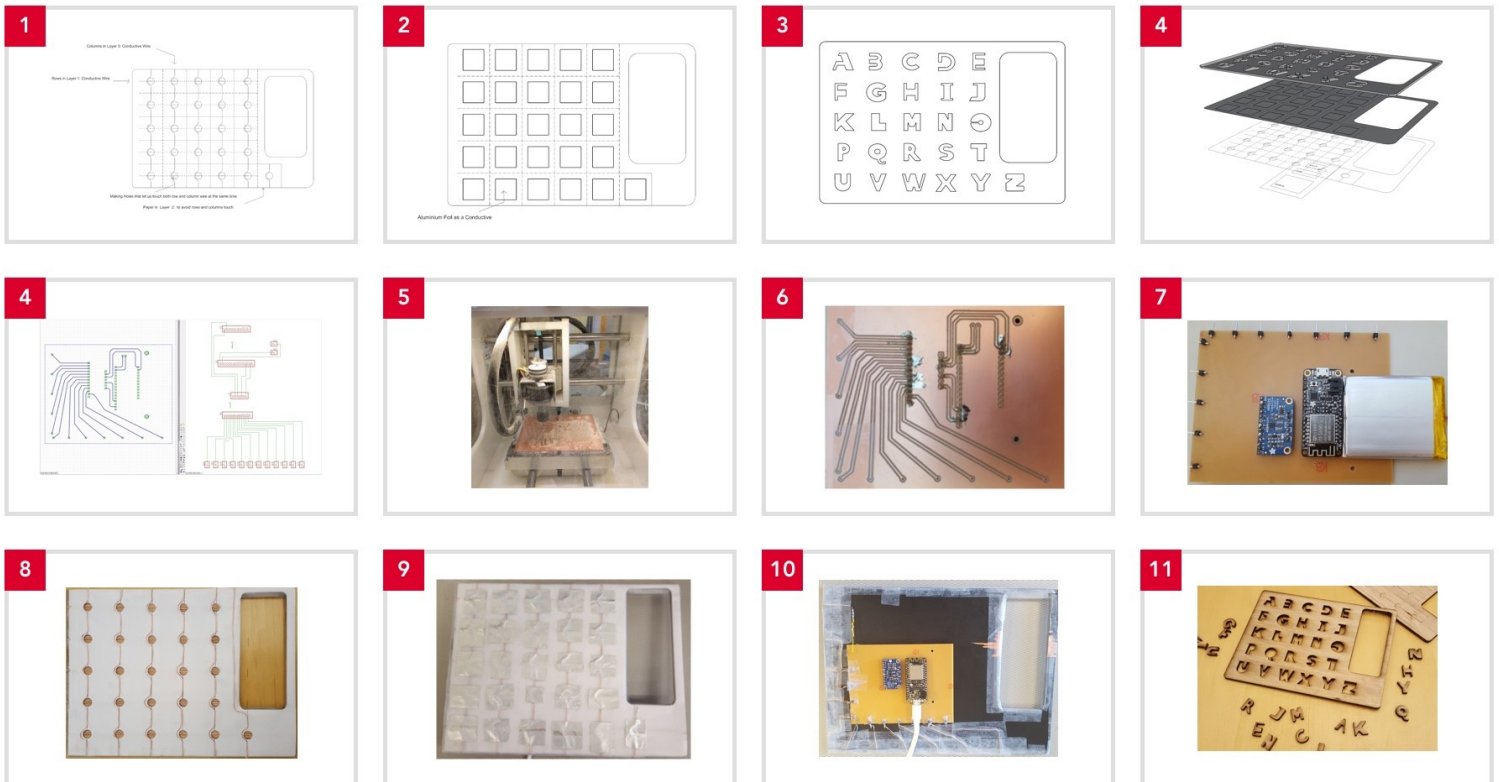 1
2
3
4
Columns in Layer 3: Conductive Wire
Rows in Layer 1: Conductive Wire
Making Holes that let us touch both row and column wire at the same time
Paper in Layer 2 to avoid rows and columns touch
Aluminium Foil as a Conductive
A B C D E
F G H I J
K L M N O
P Q R S T
U V W X Y Z
4
5
6
7
8
9
10
11
A B C D E
F G H I J
K L M N O
P Q R S T
U V W X Y Z